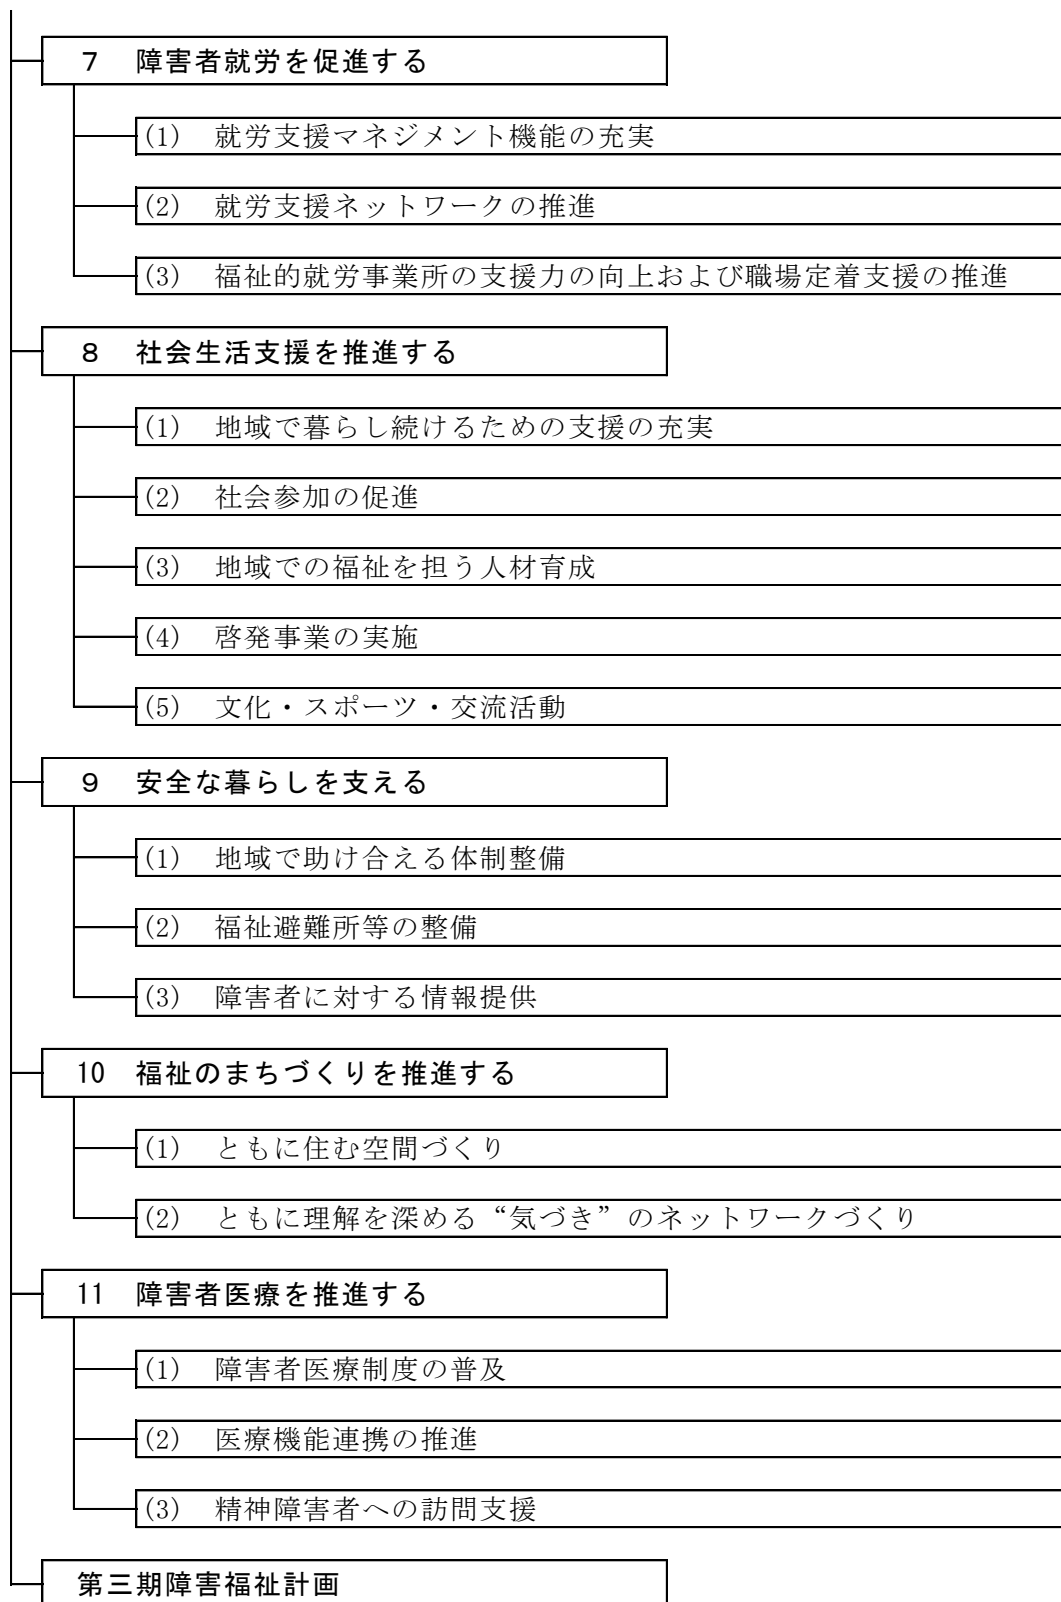 ７　障害者就労を促進する
(1)　就労支援マネジメント機能の充実
(2)　就労支援ネットワークの推進
(3)　福祉的就労事業所の支援力の向上および職場定着支援の推進
８　社会生活支援を推進する
(1)　地域で暮らし続けるための支援の充実
(2)　社会参加の促進
(3)　地域での福祉を担う人材育成
(4)　啓発事業の実施
(5)　文化・スポーツ・交流活動
９　安全な暮らしを支える
(1)　地域で助け合える体制整備
(2)　福祉避難所等の整備
(3)　障害者に対する情報提供
10　福祉のまちづくりを推進する
(1)　ともに住む空間づくり
(2)　ともに理解を深める“気づき”のネットワークづくり
11　障害者医療を推進する
(1)　障害者医療制度の普及
(2)　医療機能連携の推進
(3)　精神障害者への訪問支援
第三期障害福祉計画